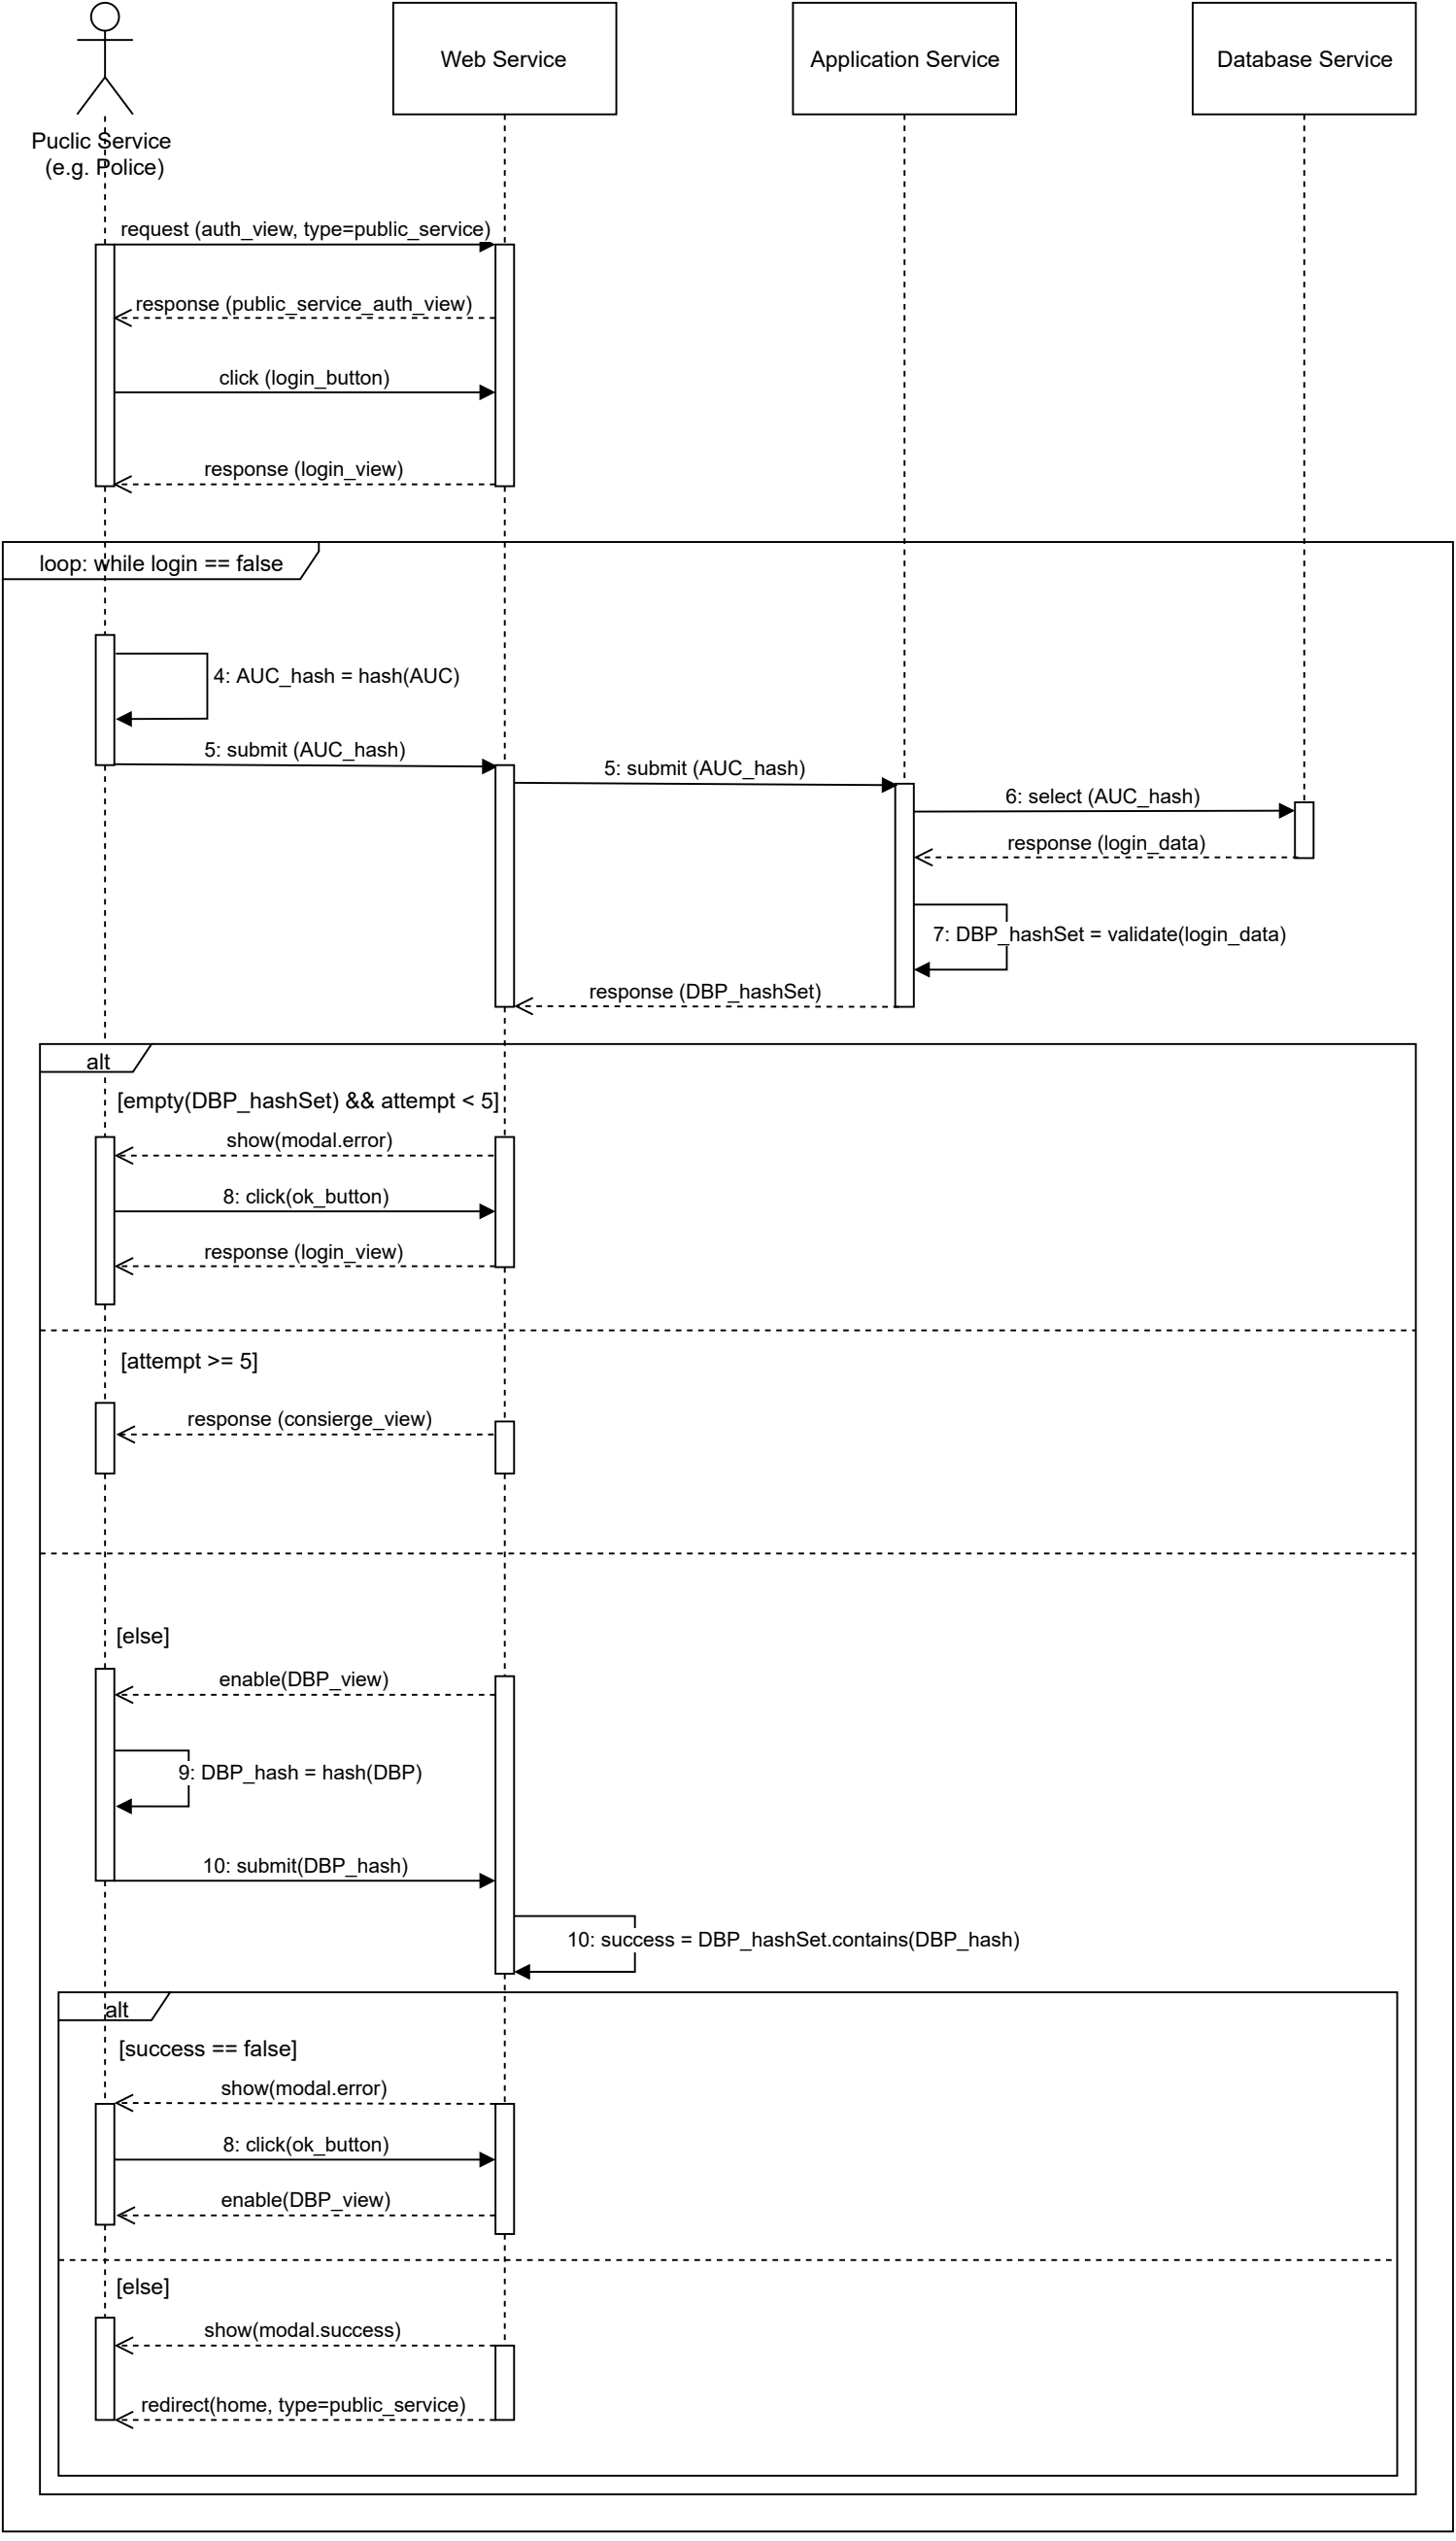 Web Service
Application Service
Database Service
Puclic Service
(e.g. Police)
request (auth_view, type=public_service)
response (public_service_auth_view)
click (login_button)
response (login_view)
loop: while login == false
4: AUC_hash = hash(AUC)
5: submit (AUC_hash)
5: submit (AUC_hash)
6: select (AUC_hash)
response (login_data)
7: DBP_hashSet = validate(login_data)
response (DBP_hashSet)
alt
[empty(DBP_hashSet) && attempt < 5]
show(modal.error)
8: click(ok_button)
response (login_view)
[attempt >= 5]
response (consierge_view)
[else]
enable(DBP_view)
9: DBP_hash = hash(DBP)
10: submit(DBP_hash)
10: success = DBP_hashSet.contains(DBP_hash)
alt
[success == false]
show(modal.error)
8: click(ok_button)
enable(DBP_view)
[else]
show(modal.success)
redirect(home, type=public_service)